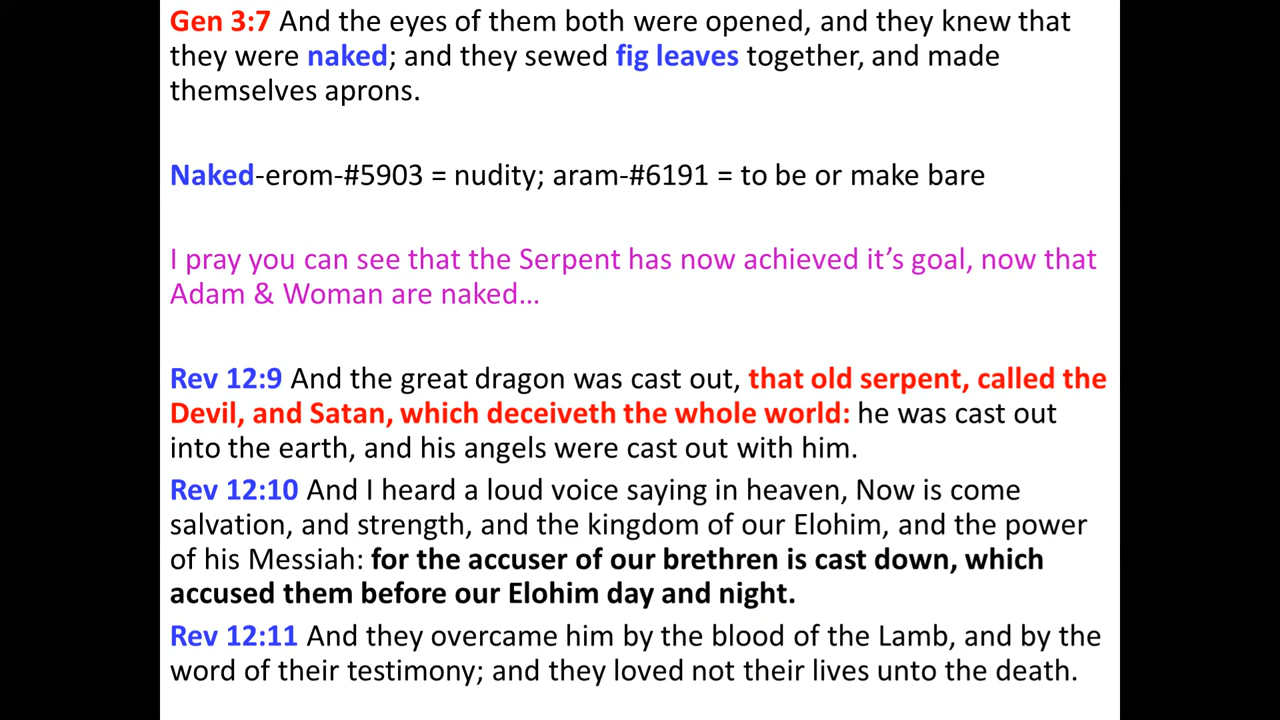 Gen 3:7 And the eyes of them both were opened, and they knew that
they were naked; and they sewed fig leaves together, and made
themselves aprons.
Naked-erom-#5903 = nudity; aram-#6191 = to be or make bare
I pray you can see that the Serpent has now achieved it’s goal, now that
Adam & Woman are naked…
Rev 12:9 And the great dragon was cast out, that old serpent, called the
Devil, and Satan, which deceiveth the whole world: he was cast out
into the earth, and his angels were cast out with him.
Rev 12:10 And I heard a loud voice saying in heaven, Now is come
salvation, and strength, and the kingdom of our Elohim, and the power
of his Messiah: for the accuser of our brethren is cast down, which
accused them before our Elohim day and night.
Rev 12:11 And they overcame him by the blood of the Lamb, and by the
word of their testimony; and they loved not their lives unto the death.